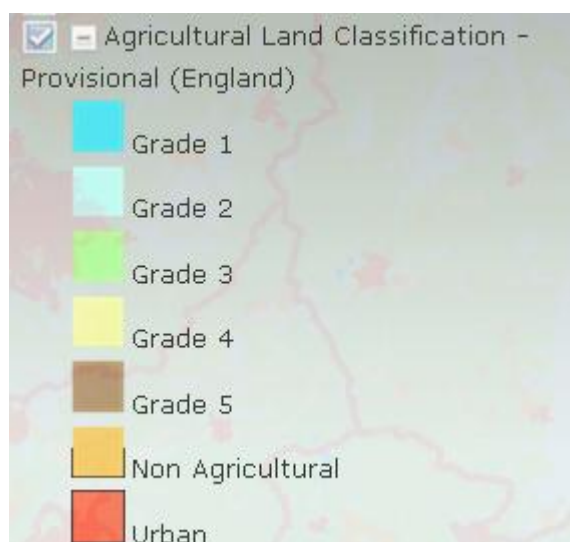 Agricultural Land Classification -
Provisional (England)
Grade 1
Grade 2
Grade 3
Grade 4
Grade 5
Non Agricultural
Urban